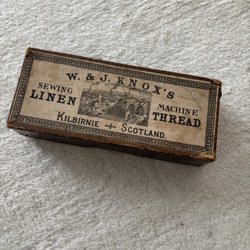 W. & J. KNOX'S
SEWING MACHINE
LINEN THREAD
KILBIRNIE SCOTLAND.